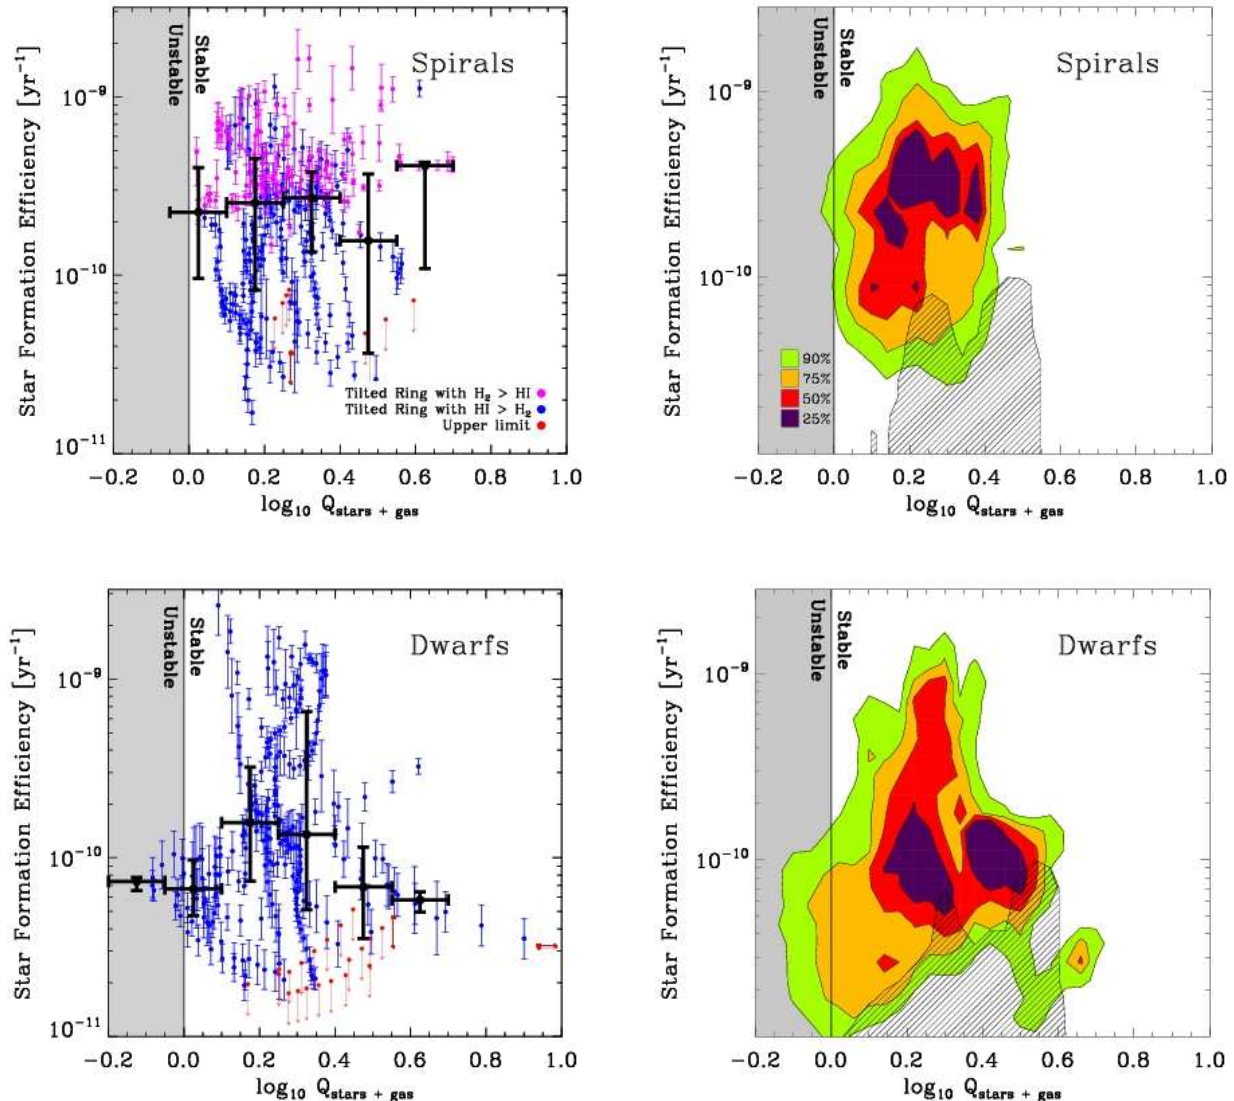 Star Formation Efficiency [yr⁻¹]
10⁻⁹
10⁻¹⁰
10⁻¹¹
Unstable
Stable
Spirals
Tilted Ring with H₂ > HI
Tilted Ring with HI > H₂
Upper limit
-0.2 0.0 0.2 0.4 0.6 0.8 1.0
log₁₀ Q_stars + gas
Star Formation Efficiency [yr⁻¹]
10⁻⁹
10⁻¹⁰
Unstable
Stable
Spirals
90%
75%
50%
25%
-0.2 0.0 0.2 0.4 0.6 0.8 1.0
log₁₀ Q_stars + gas
Star Formation Efficiency [yr⁻¹]
10⁻⁹
10⁻¹⁰
10⁻¹¹
Unstable
Stable
Dwarfs
-0.2 0.0 0.2 0.4 0.6 0.8 1.0
log₁₀ Q_stars + gas
Star Formation Efficiency [yr⁻¹]
10⁻⁹
10⁻¹⁰
Unstable
Stable
Dwarfs
-0.2 0.0 0.2 0.4 0.6 0.8 1.0
log₁₀ Q_stars + gas